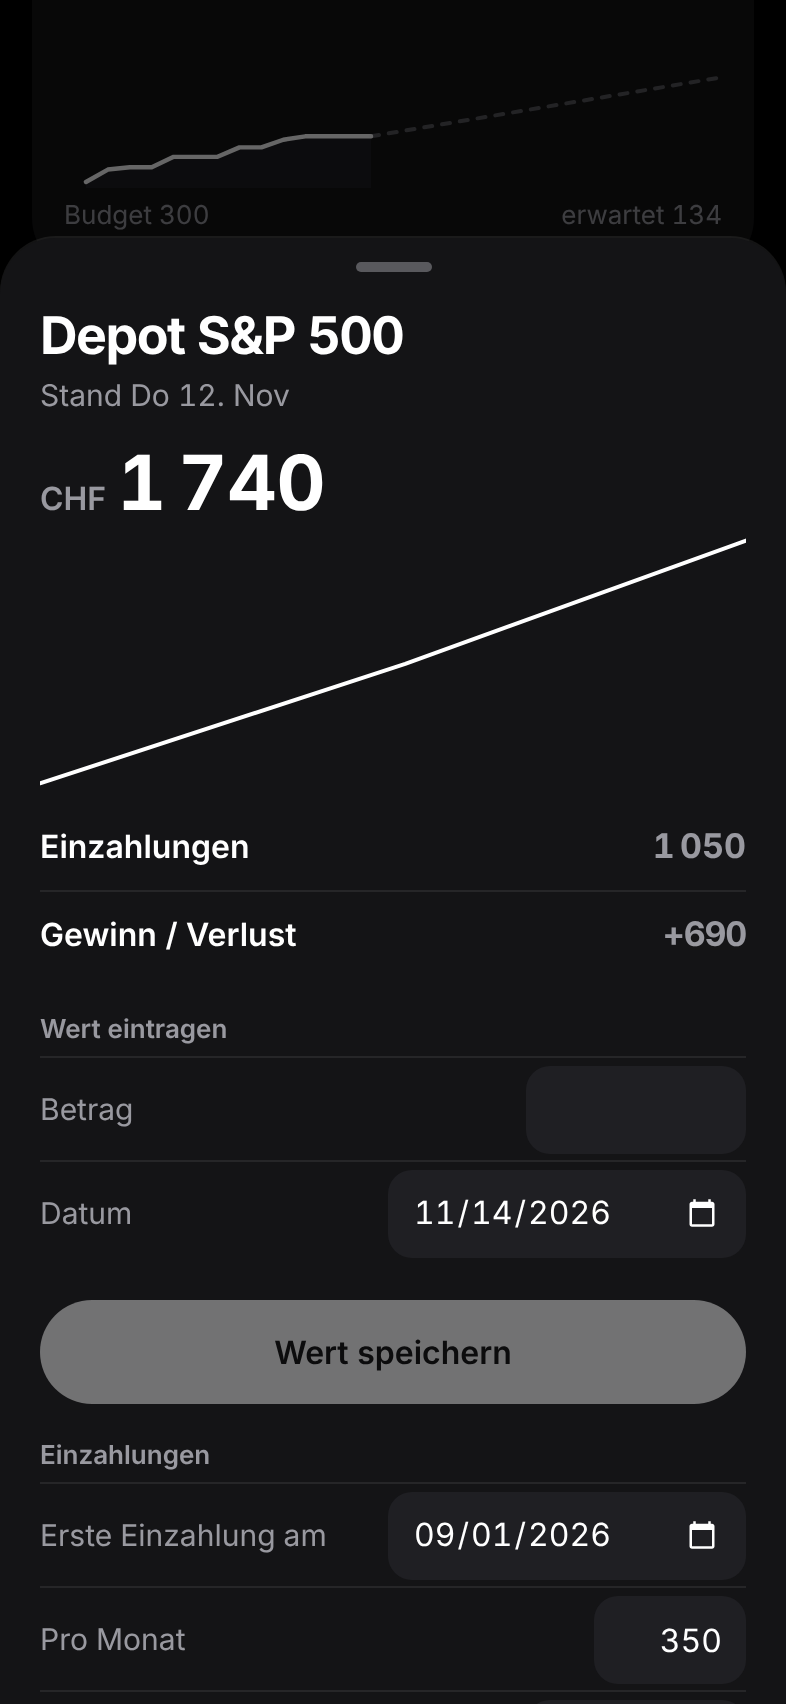 Budget 300 erwartet 134
Depot S&P 500
Stand Do 12. Nov
CHF 1 740
Einzahlungen 1 050
Gewinn / Verlust +690
Wert eintragen
Betrag
Datum 11/14/2026
Wert speichern
Einzahlungen
Erste Einzahlung am 09/01/2026
Pro Monat 350